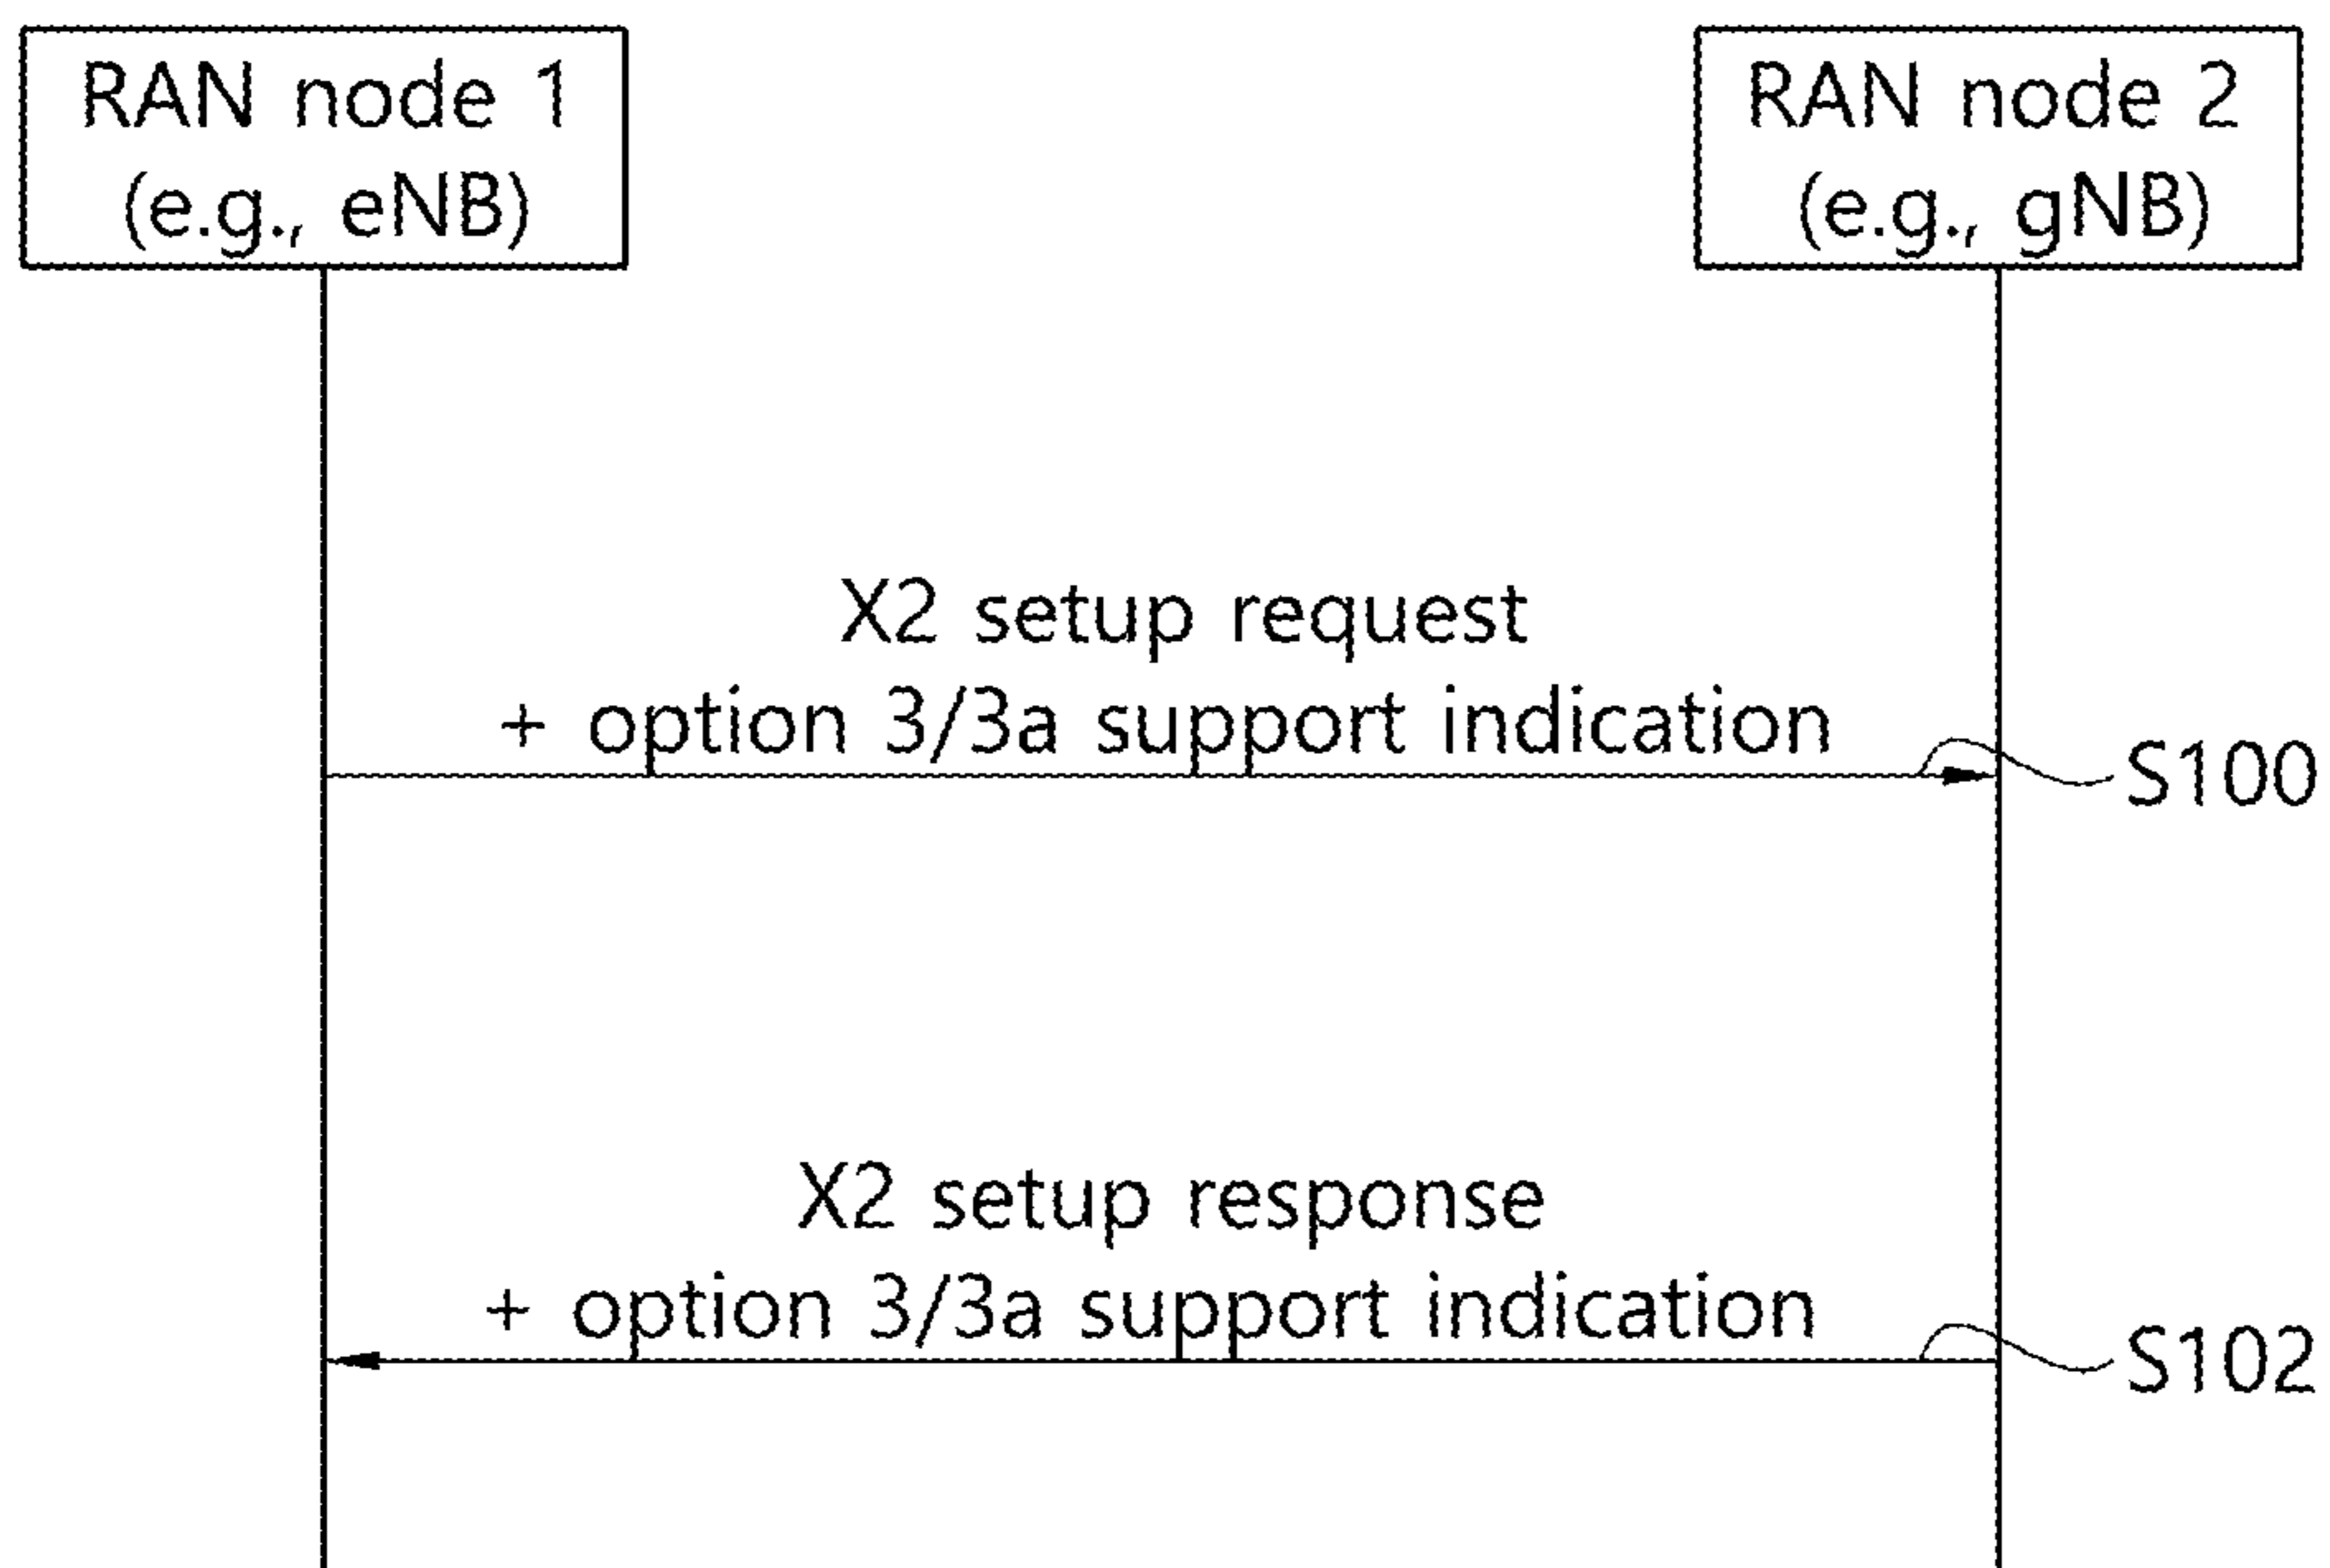 RAN node 1
(e.g., eNB)
RAN node 2
(e.g., gNB)
X2 setup request
+ option 3/3a support indication
S100
X2 setup response
+ option 3/3a support indication
S102